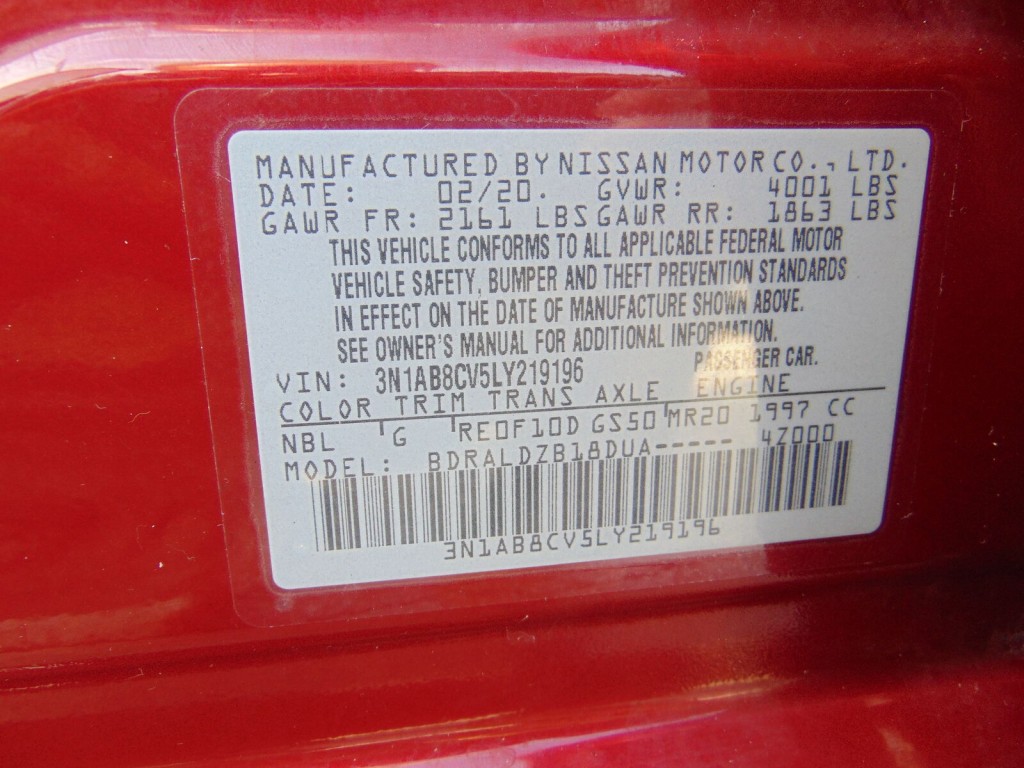 MANUFACTURED BY NISSAN MOTOR CO., LTD.
DATE: 02/20. GVWR: 4001 LBS
GAWR FR: 2161 LBS GAWR RR: 1863 LBS
THIS VEHICLE CONFORMS TO ALL APPLICABLE FEDERAL MOTOR
VEHICLE SAFETY, BUMPER AND THEFT PREVENTION STANDARDS
IN EFFECT ON THE DATE OF MANUFACTURE SHOWN ABOVE.
SEE OWNER'S MANUAL FOR ADDITIONAL INFORMATION.
PASSENGER CAR.
VIN: 3N1AB8CV5LY219196
COLOR TRIM TRANS AXLE ENGINE
NBL G RE0F10D GS50 MR20 1997 CC
MODEL: BDRALDZB18DUA----- 4Z000
3N1AB8CV5LY219196